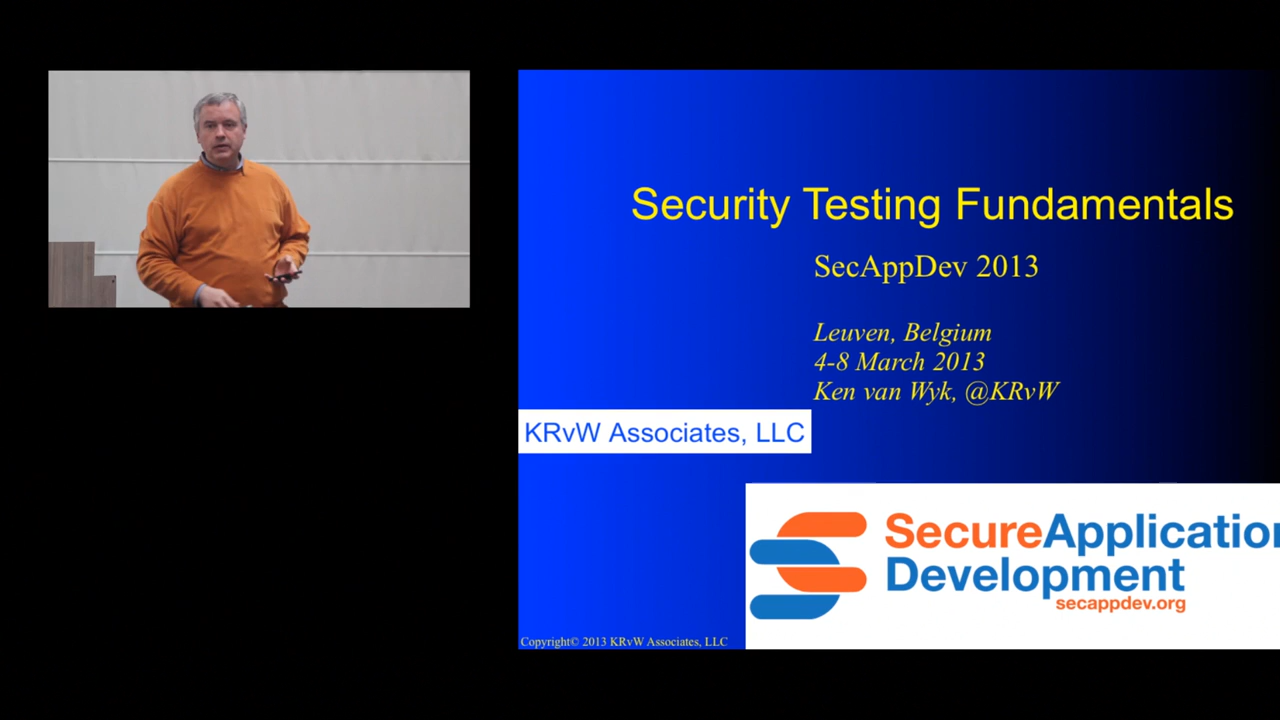 Security Testing Fundamentals
SecAppDev 2013
Leuven, Belgium
4-8 March 2013
Ken van Wyk, @KRvW
KRvW Associates, LLC
SecureApplication
Development
secappdev.org
Copyright© 2013 KRvW Associates, LLC